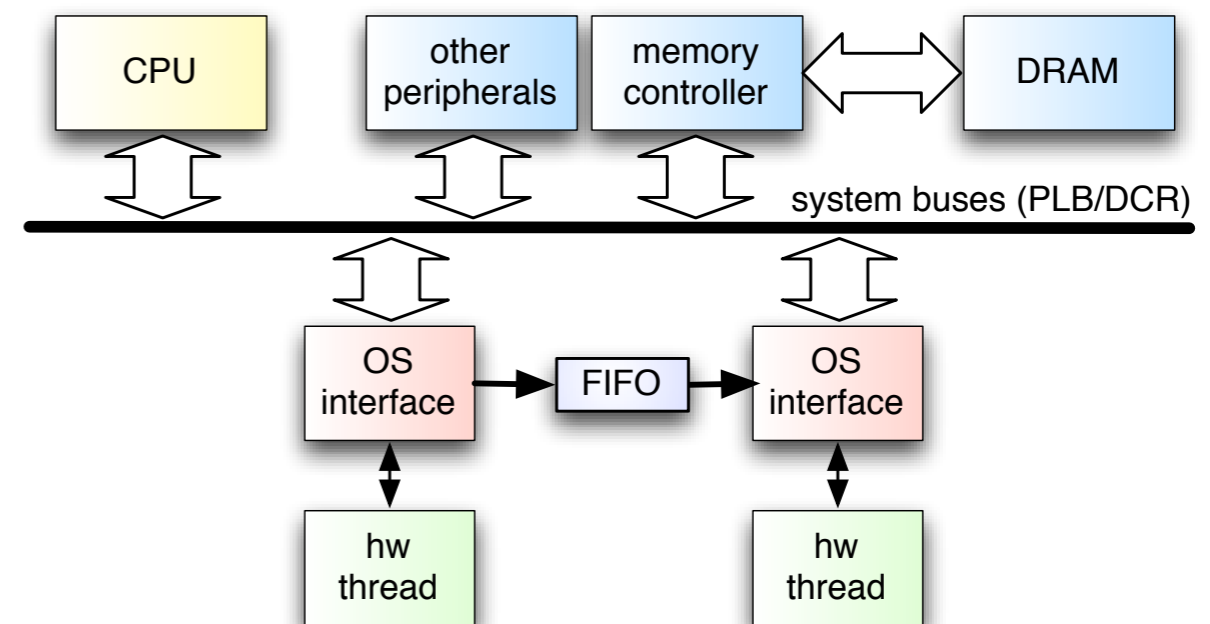 CPU
other
peripherals
memory
controller
DRAM
system buses (PLB/DCR)
OS
interface
FIFO
OS
interface
hw
thread
hw
thread